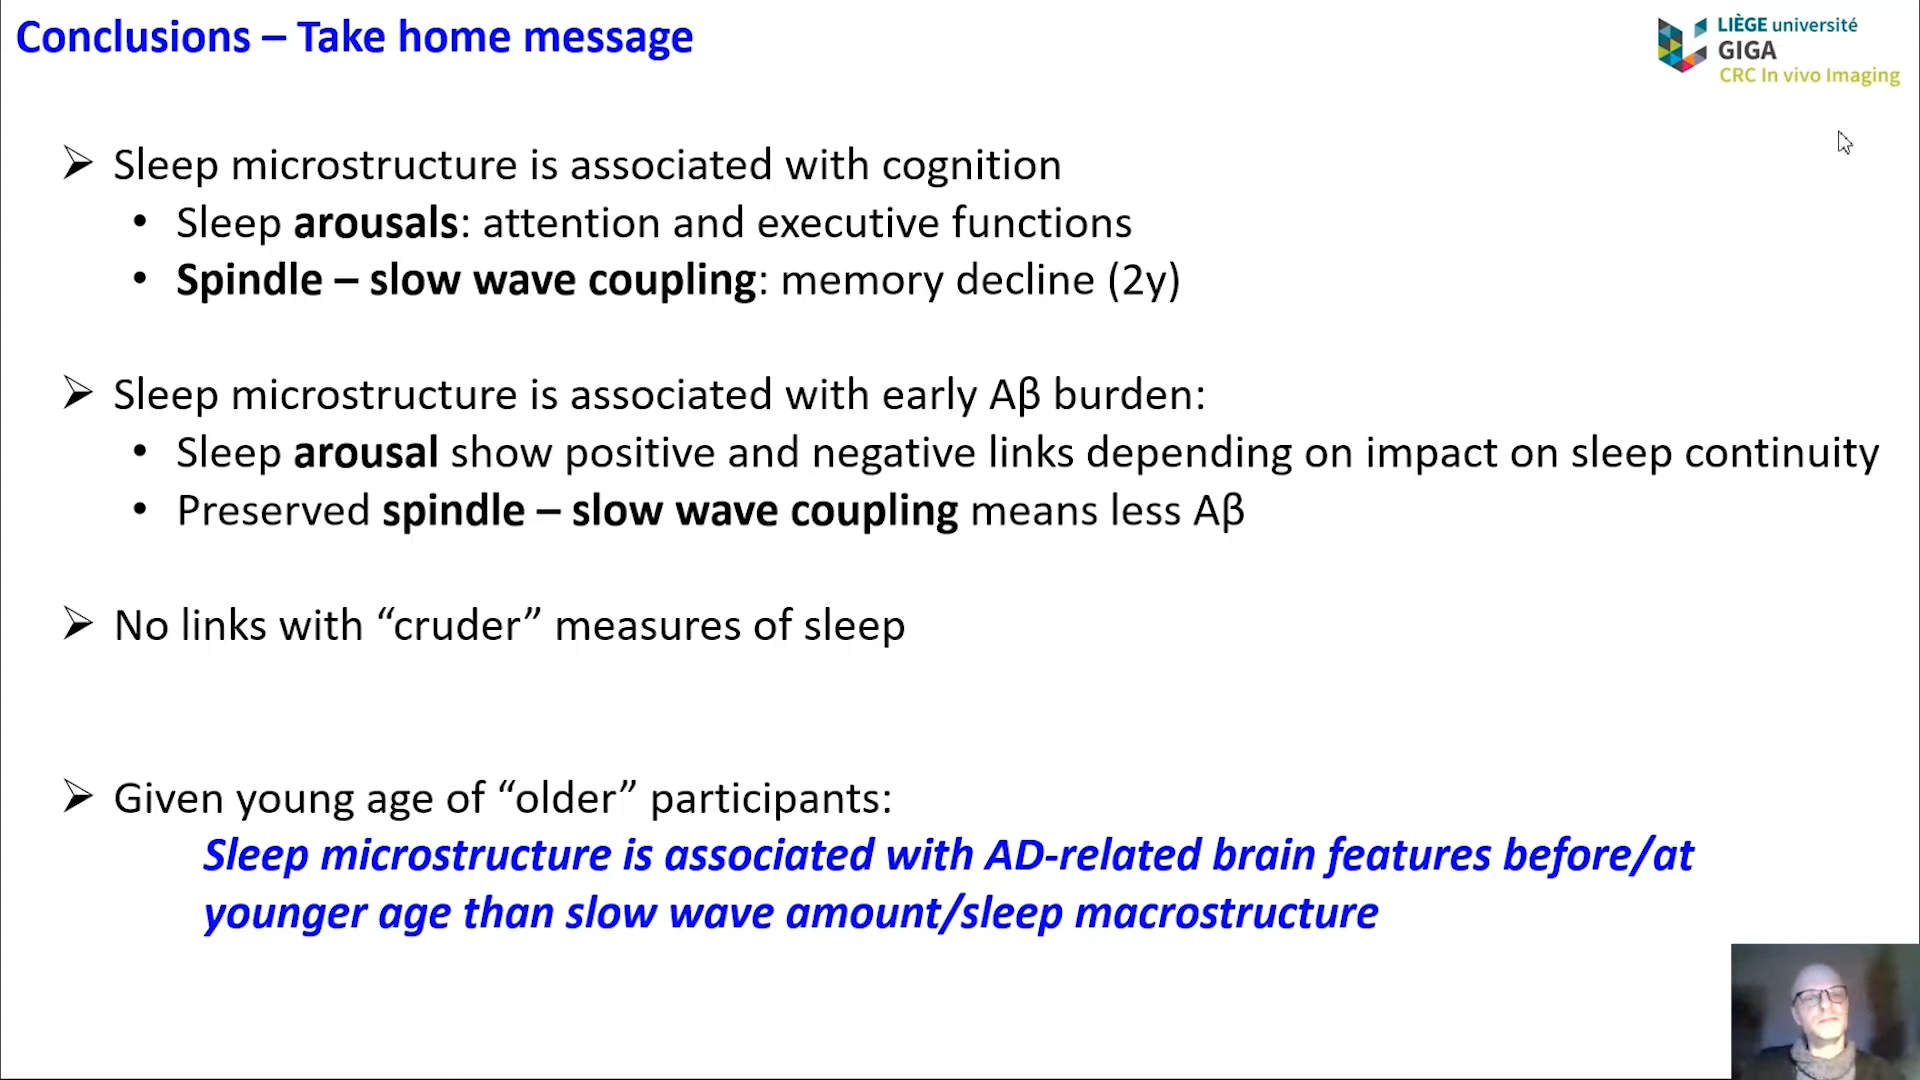 Conclusions – Take home message
LIÈGE université
GIGA
CRC In vivo Imaging
➢ Sleep microstructure is associated with cognition
• Sleep arousals: attention and executive functions
• Spindle – slow wave coupling: memory decline (2y)
➢ Sleep microstructure is associated with early Aβ burden:
• Sleep arousal show positive and negative links depending on impact on sleep continuity
• Preserved spindle – slow wave coupling means less Aβ
➢ No links with “cruder” measures of sleep
➢ Given young age of “older” participants:
Sleep microstructure is associated with AD-related brain features before/at
younger age than slow wave amount/sleep macrostructure